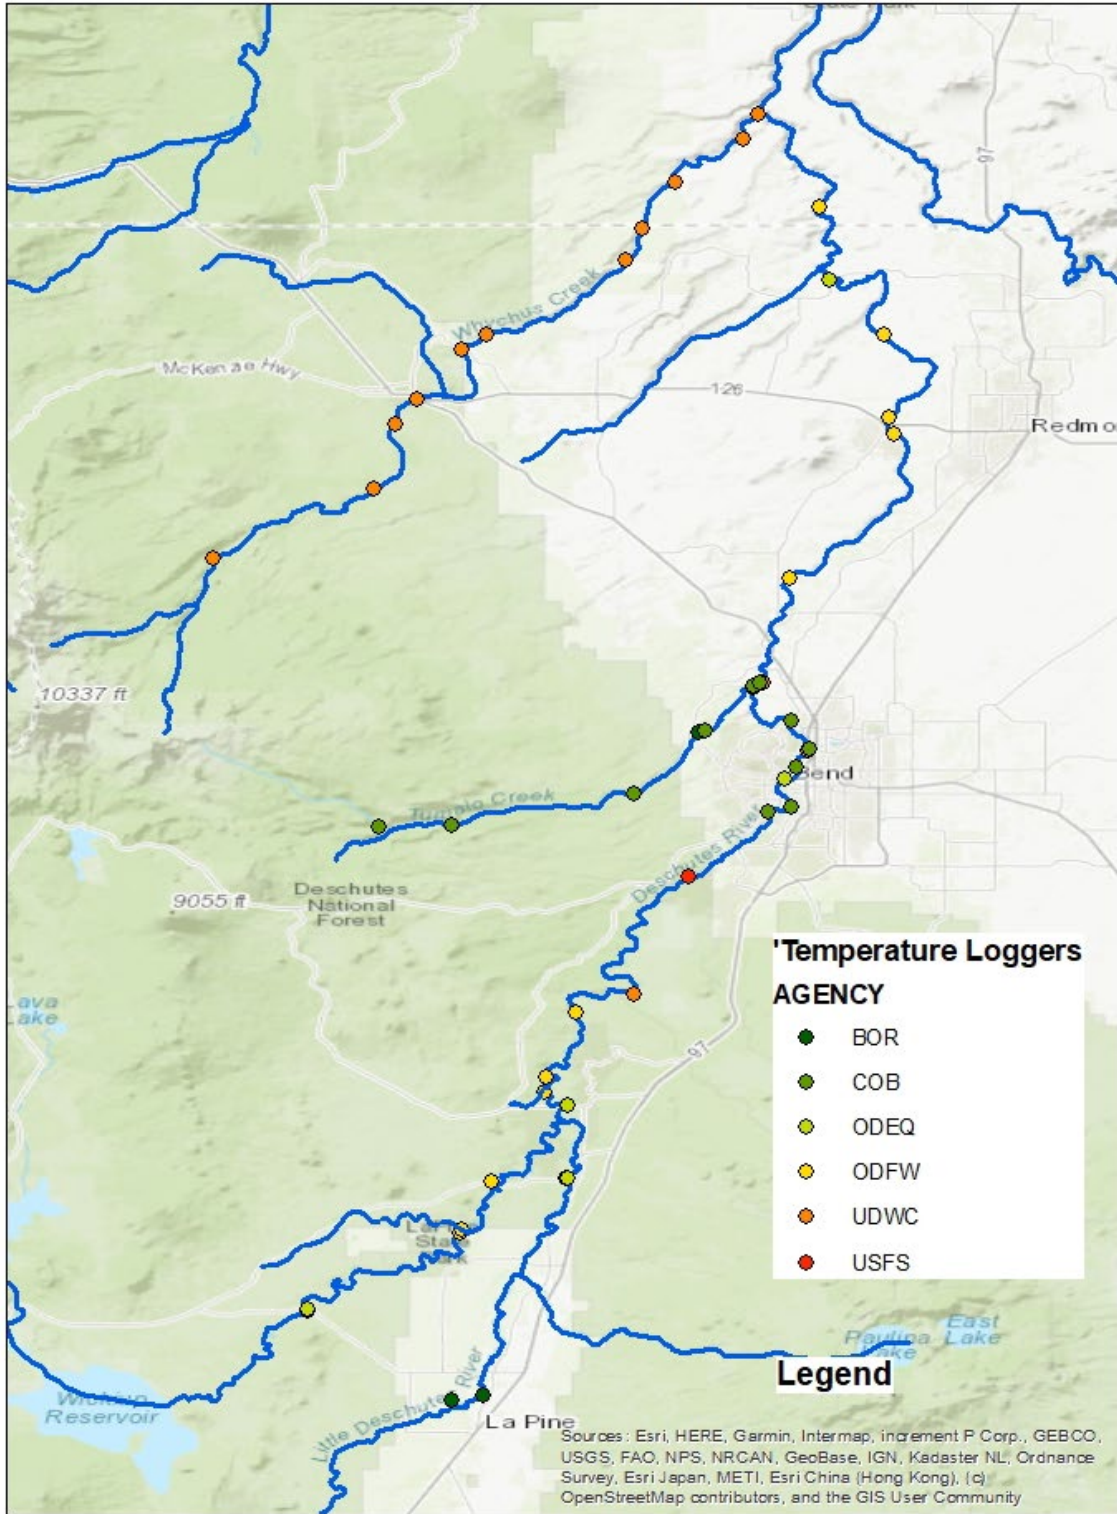 97
Whychus Creek
McKenzie Hwy
126
Redmo
10337 ft
Bend
Tumalo Creek
Deschutes River
Deschutes
National
Forest
9055 ft
ava
Lake
'Temperature Loggers
AGENCY
BOR
COB
ODEQ
ODFW
UDWC
USFS
97
State
East
Lake
Paulina
Legend
Wickiup
Reservoir
Little Deschutes River
La Pine
Sources: Esri, HERE, Garmin, Intermap, increment P Corp., GEBCO,
USGS, FAO, NPS, NRCAN, GeoBase, IGN, Kadaster NL, Ordnance
Survey, Esri Japan, METI, Esri China (Hong Kong), (c)
OpenStreetMap contributors, and the GIS User Community